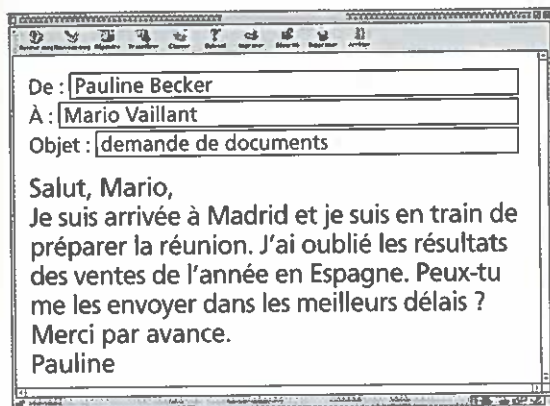 De : Pauline Becker
À : Mario Vaillant
Objet : demande de documents
Salut, Mario,
Je suis arrivée à Madrid et je suis en train de
préparer la réunion. J'ai oublié les résultats
des ventes de l'année en Espagne. Peux-tu
me les envoyer dans les meilleurs délais ?
Merci par avance.
Pauline